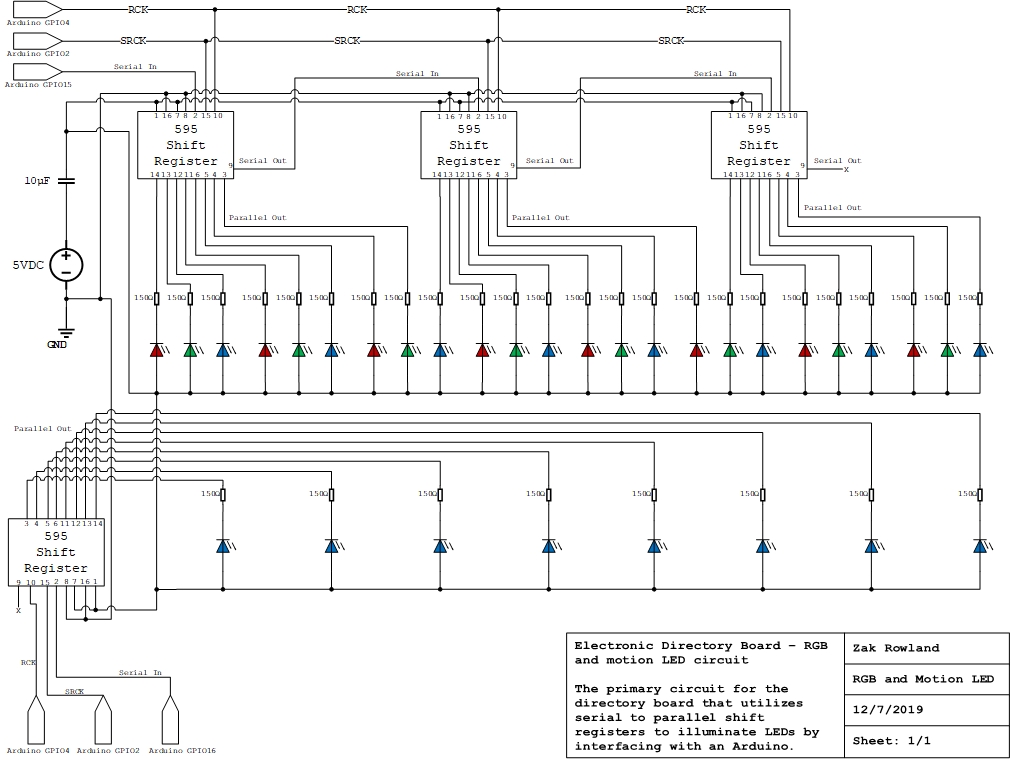 RCK RCK RCK
Arduino GPIO4
SRCK SRCK SRCK
Arduino GPIO2
Serial In Serial In Serial In
Arduino GPIO15
1 16 7 8 2 15 10 1 16 7 8 2 15 10 1 16 7 8 2 15 10
595 595 595
Shift Shift Shift
Register Register Register
9 Serial Out 9 Serial Out 9 Serial Out
X
14 13 12 11 6 5 4 3 14 13 12 11 6 5 4 3 14 13 12 11 6 5 4 3
10µF
Parallel Out Parallel Out Parallel Out
5VDC
+
−
150Ω 150Ω 150Ω 150Ω 150Ω 150Ω 150Ω 150Ω 150Ω 150Ω 150Ω 150Ω 150Ω 150Ω 150Ω 150Ω 150Ω 150Ω 150Ω 150Ω 150Ω 150Ω 150Ω 150Ω
GND
Parallel Out
150Ω 150Ω 150Ω 150Ω 150Ω 150Ω 150Ω 150Ω
3 4 5 6 11 12 13 14
595
Shift
Register
9 10 15 2 8 7 16 1
X
RCK
Serial In
SRCK
Arduino GPIO4 Arduino GPIO2 Arduino GPIO16
Electronic Directory Board - RGB
and motion LED circuit
The primary circuit for the
directory board that utilizes
serial to parallel shift
registers to illuminate LEDs by
interfacing with an Arduino.
Zak Rowland
RGB and Motion LED
12/7/2019
Sheet: 1/1